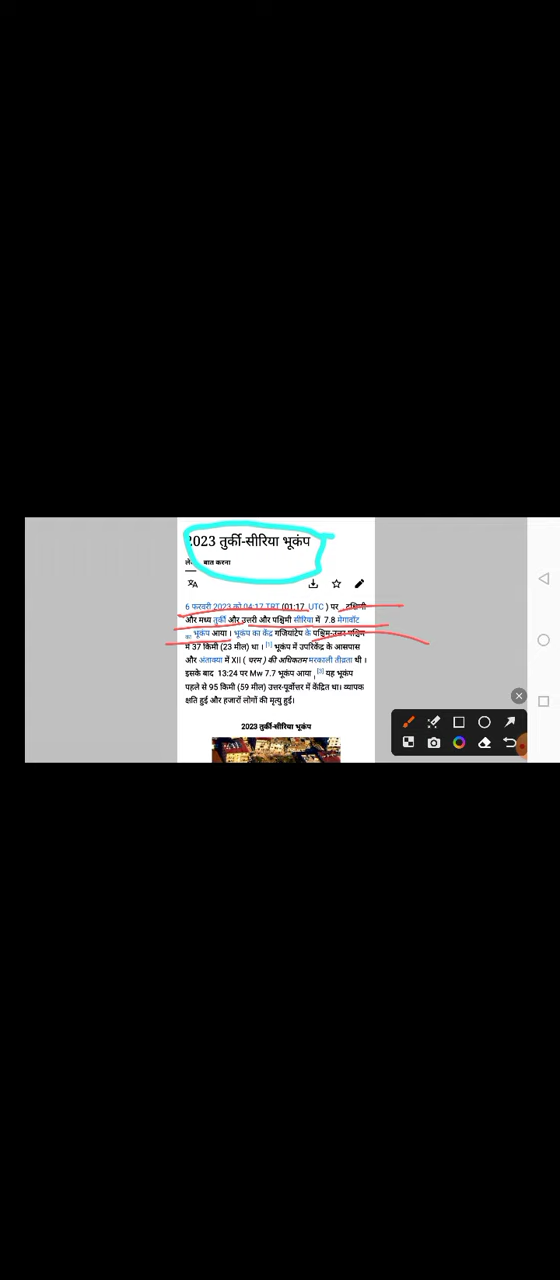 2023 तुर्की-सीरिया भूकंप
बात करना
6 फरवरी 2023 को 04:17 TRT (01:17 UTC ) पर दक्षिणी
और मध्य तुर्की और उत्तरी और पश्चिमी सीरिया में 7.8 मेगावॉट
का भूकंप आया । भूकंप का केंद्र गजियांटेप के पश्चिम-उत्तर पश्चिम
में 37 किमी (23 मील) था । [1] भूकंप में उपरिकेंद्र के आसपास
और अंताक्या में XII ( चरम ) की अधिकतम मरकाली तीव्रता थी ।
इसके बाद 13:24 पर Mw 7.7 भूकंप आया , यह भूकंप
पहले से 95 किमी (59 मील) उत्तर-पूर्वोत्तर में केंद्रित था। व्यापक
क्षति हुई और हजारों लोगों की मृत्यु हुई।
2023 तुर्की-सीरिया भूकंप